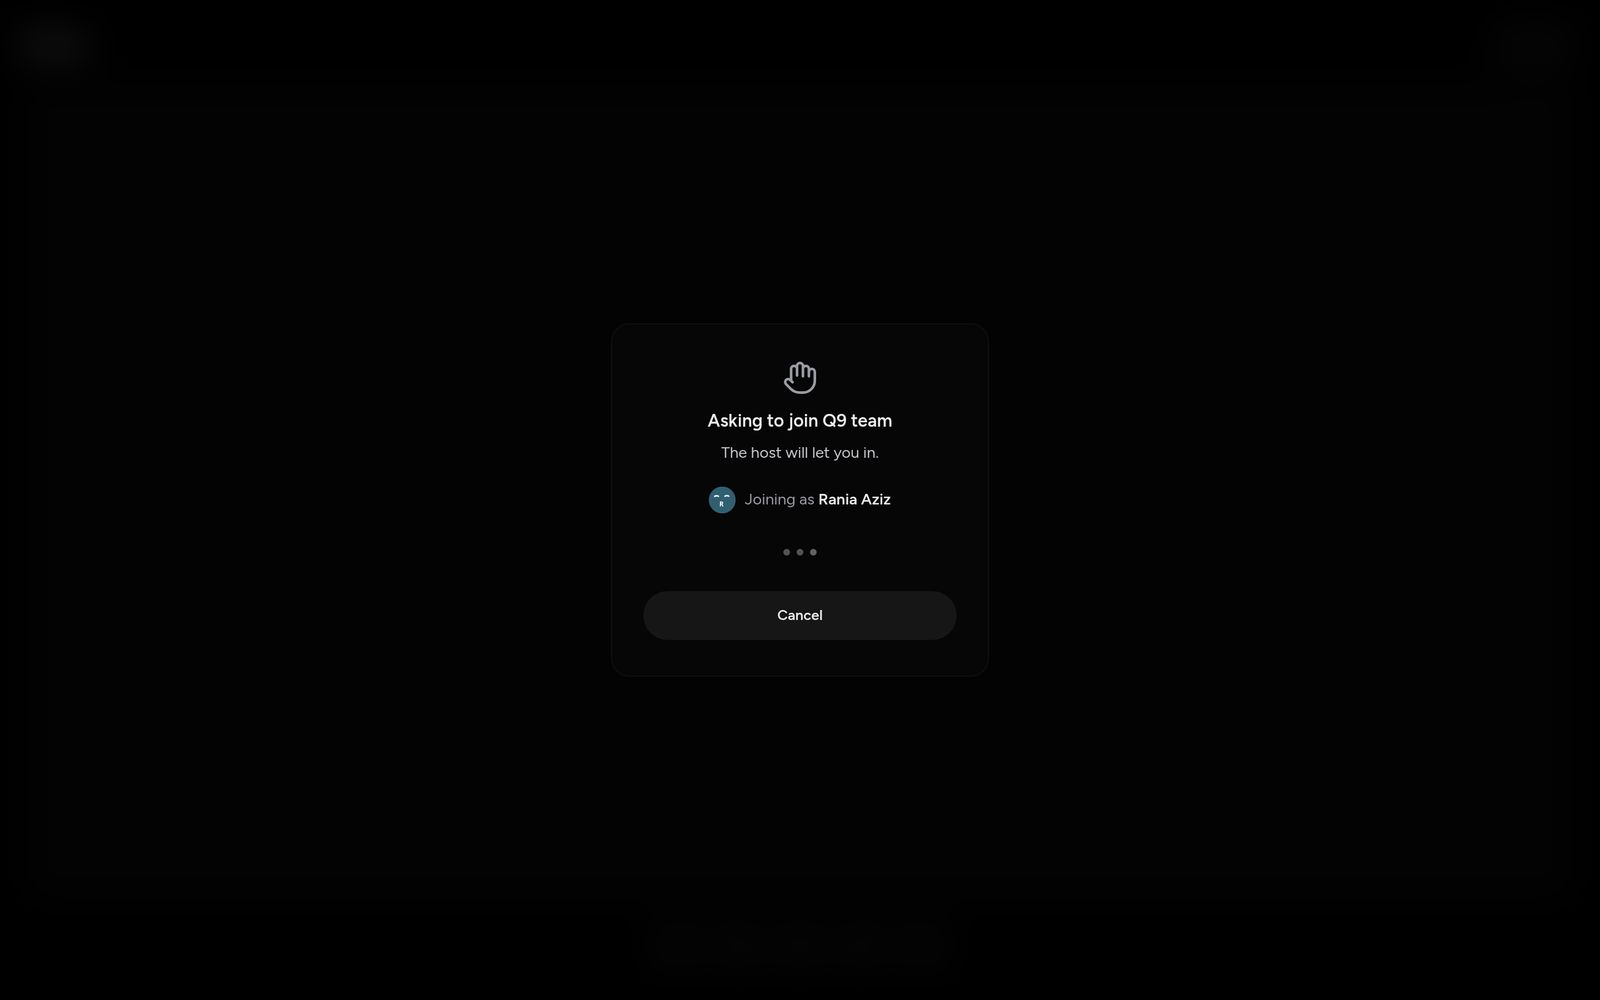 Asking to join Q9 team
The host will let you in.
R
Joining as Rania Aziz
Cancel